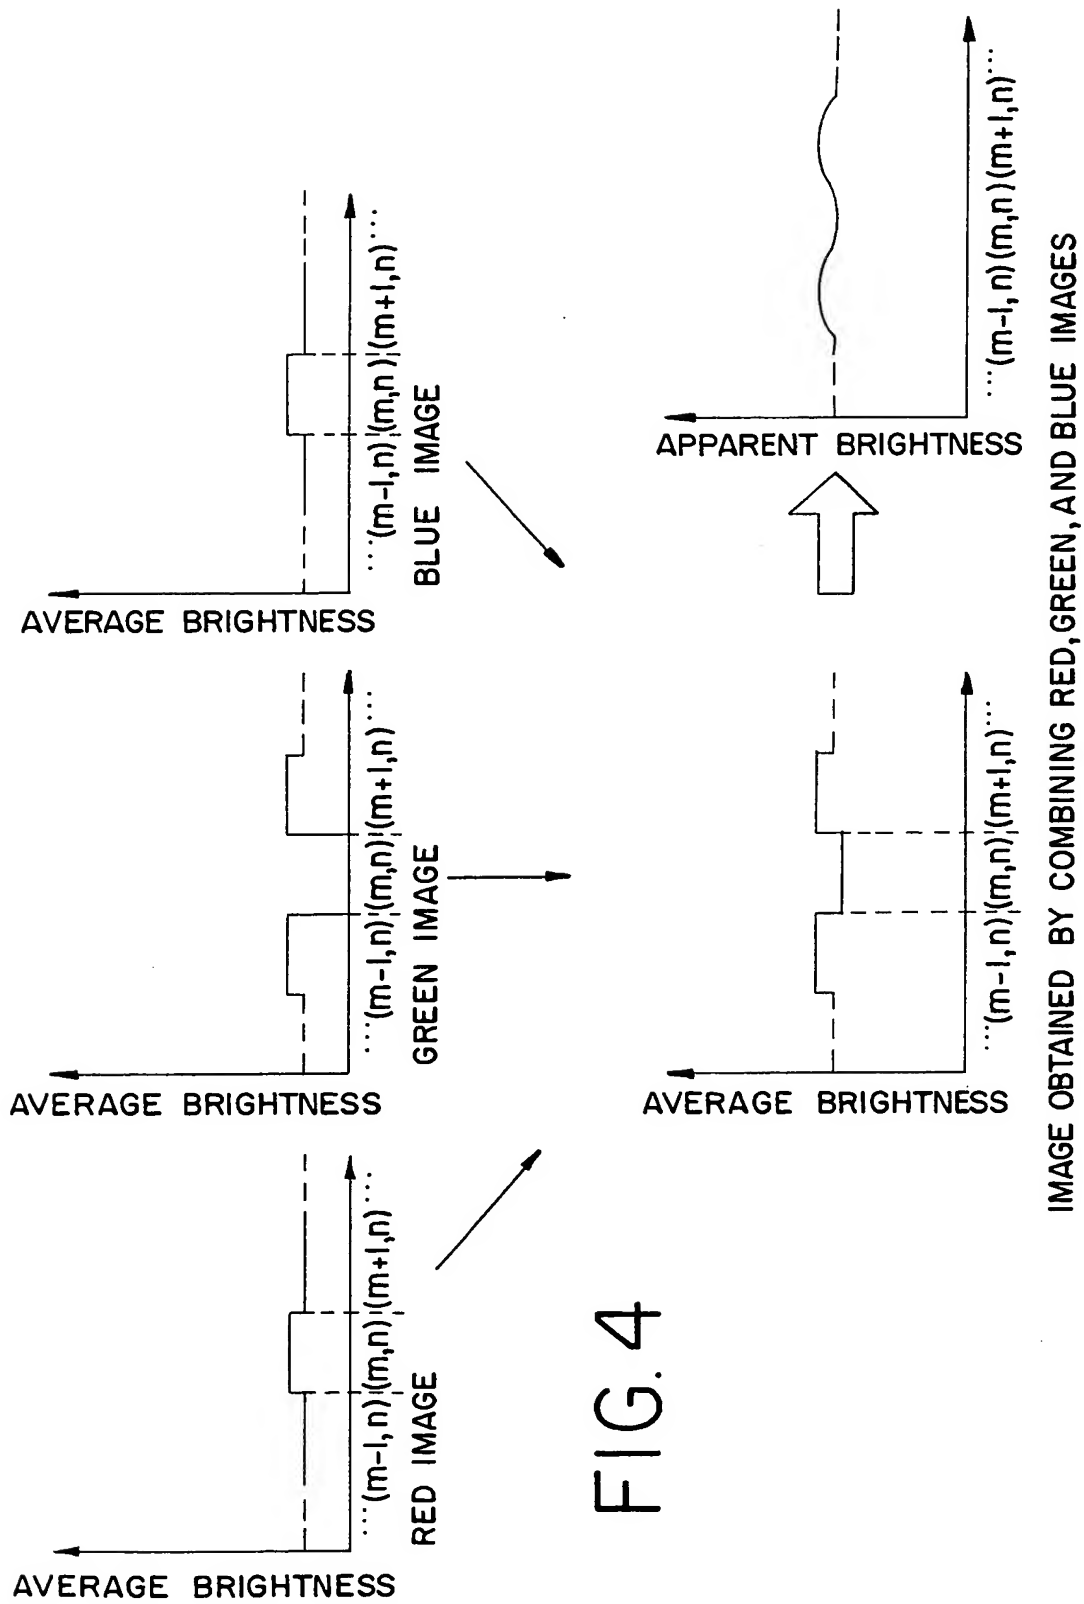 AVERAGE BRIGHTNESS
....(m-1,n) (m,n) (m+1,n)....
RED IMAGE
AVERAGE BRIGHTNESS
....(m-1,n) (m,n) (m+1,n)....
GREEN IMAGE
AVERAGE BRIGHTNESS
....(m-1,n) (m,n) (m+1,n)....
BLUE IMAGE
FIG. 4
AVERAGE BRIGHTNESS
....(m-1,n) (m,n) (m+1,n)....
APPARENT BRIGHTNESS
....(m-1,n) (m,n) (m+1,n)....
IMAGE OBTAINED BY COMBINING RED, GREEN, AND BLUE IMAGES